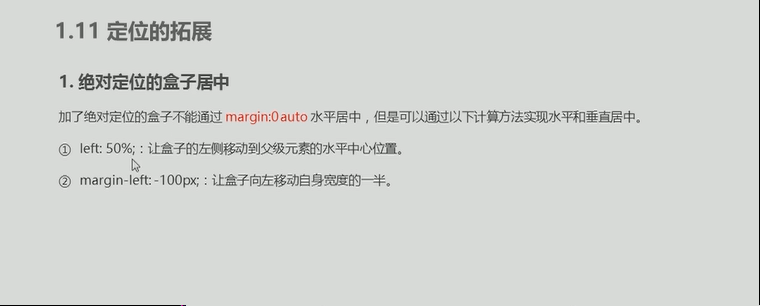 1.11 定位的拓展
1. 绝对定位的盒子居中
加了绝对定位的盒子不能通过 margin:0 auto 水平居中，但是可以通过以下计算方法实现水平和垂直居中。
① left: 50%;：让盒子的左侧移动到父级元素的水平中心位置。
② margin-left: -100px;：让盒子向左移动自身宽度的一半。